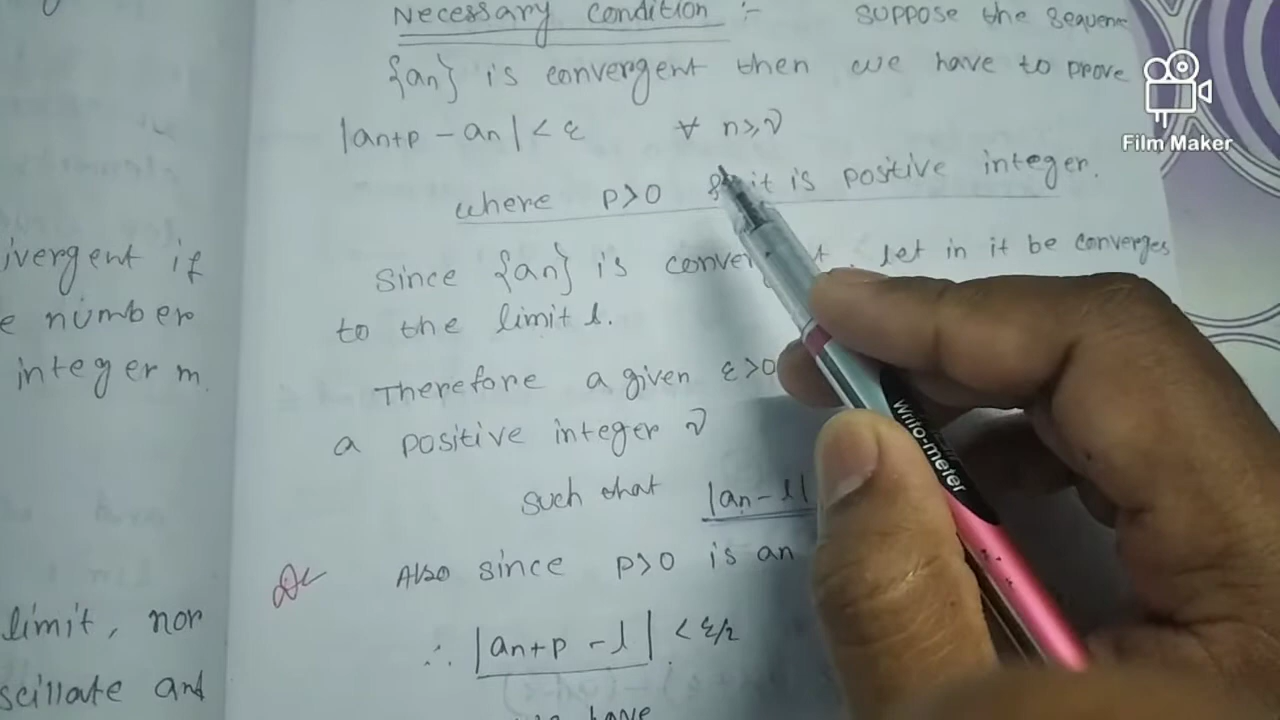 Necessary Condition :- Suppose the sequence
{an} is convergent then we have to prove
|an+p - an| < ε ∀ n≥ν
where p>0 & it is positive integer.
Since {an} is let in it be converges
to the limit l.
Therefore a given ε>0
a positive integer ν
such that |an - l|
Also since p>0 is an
∴ |an+p - l| < ε/2
have
ivergent if
e number
integer m.
limit, nor
scillate and
Film Maker
Write-meter